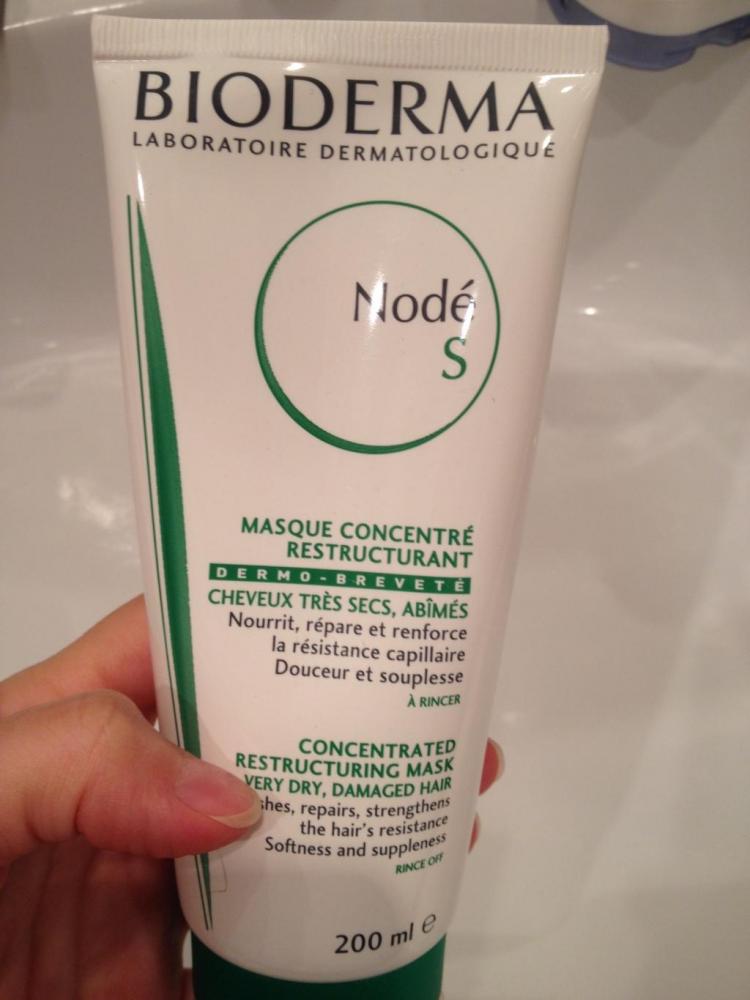 BIODERMA
LABORATOIRE DERMATOLOGIQUE
Nodé
S
MASQUE CONCENTRÉ
RESTRUCTURANT
DERMO-BREVETÉ
CHEVEUX TRÈS SECS, ABÎMÉS
Nourrit, répare et renforce
la résistance capillaire
Douceur et souplesse
À RINCER
CONCENTRATED
RESTRUCTURING MASK
VERY DRY, DAMAGED HAIR
repairs, strengthens
the hair's resistance
Softness and suppleness
RINCE OFF
200 ml e